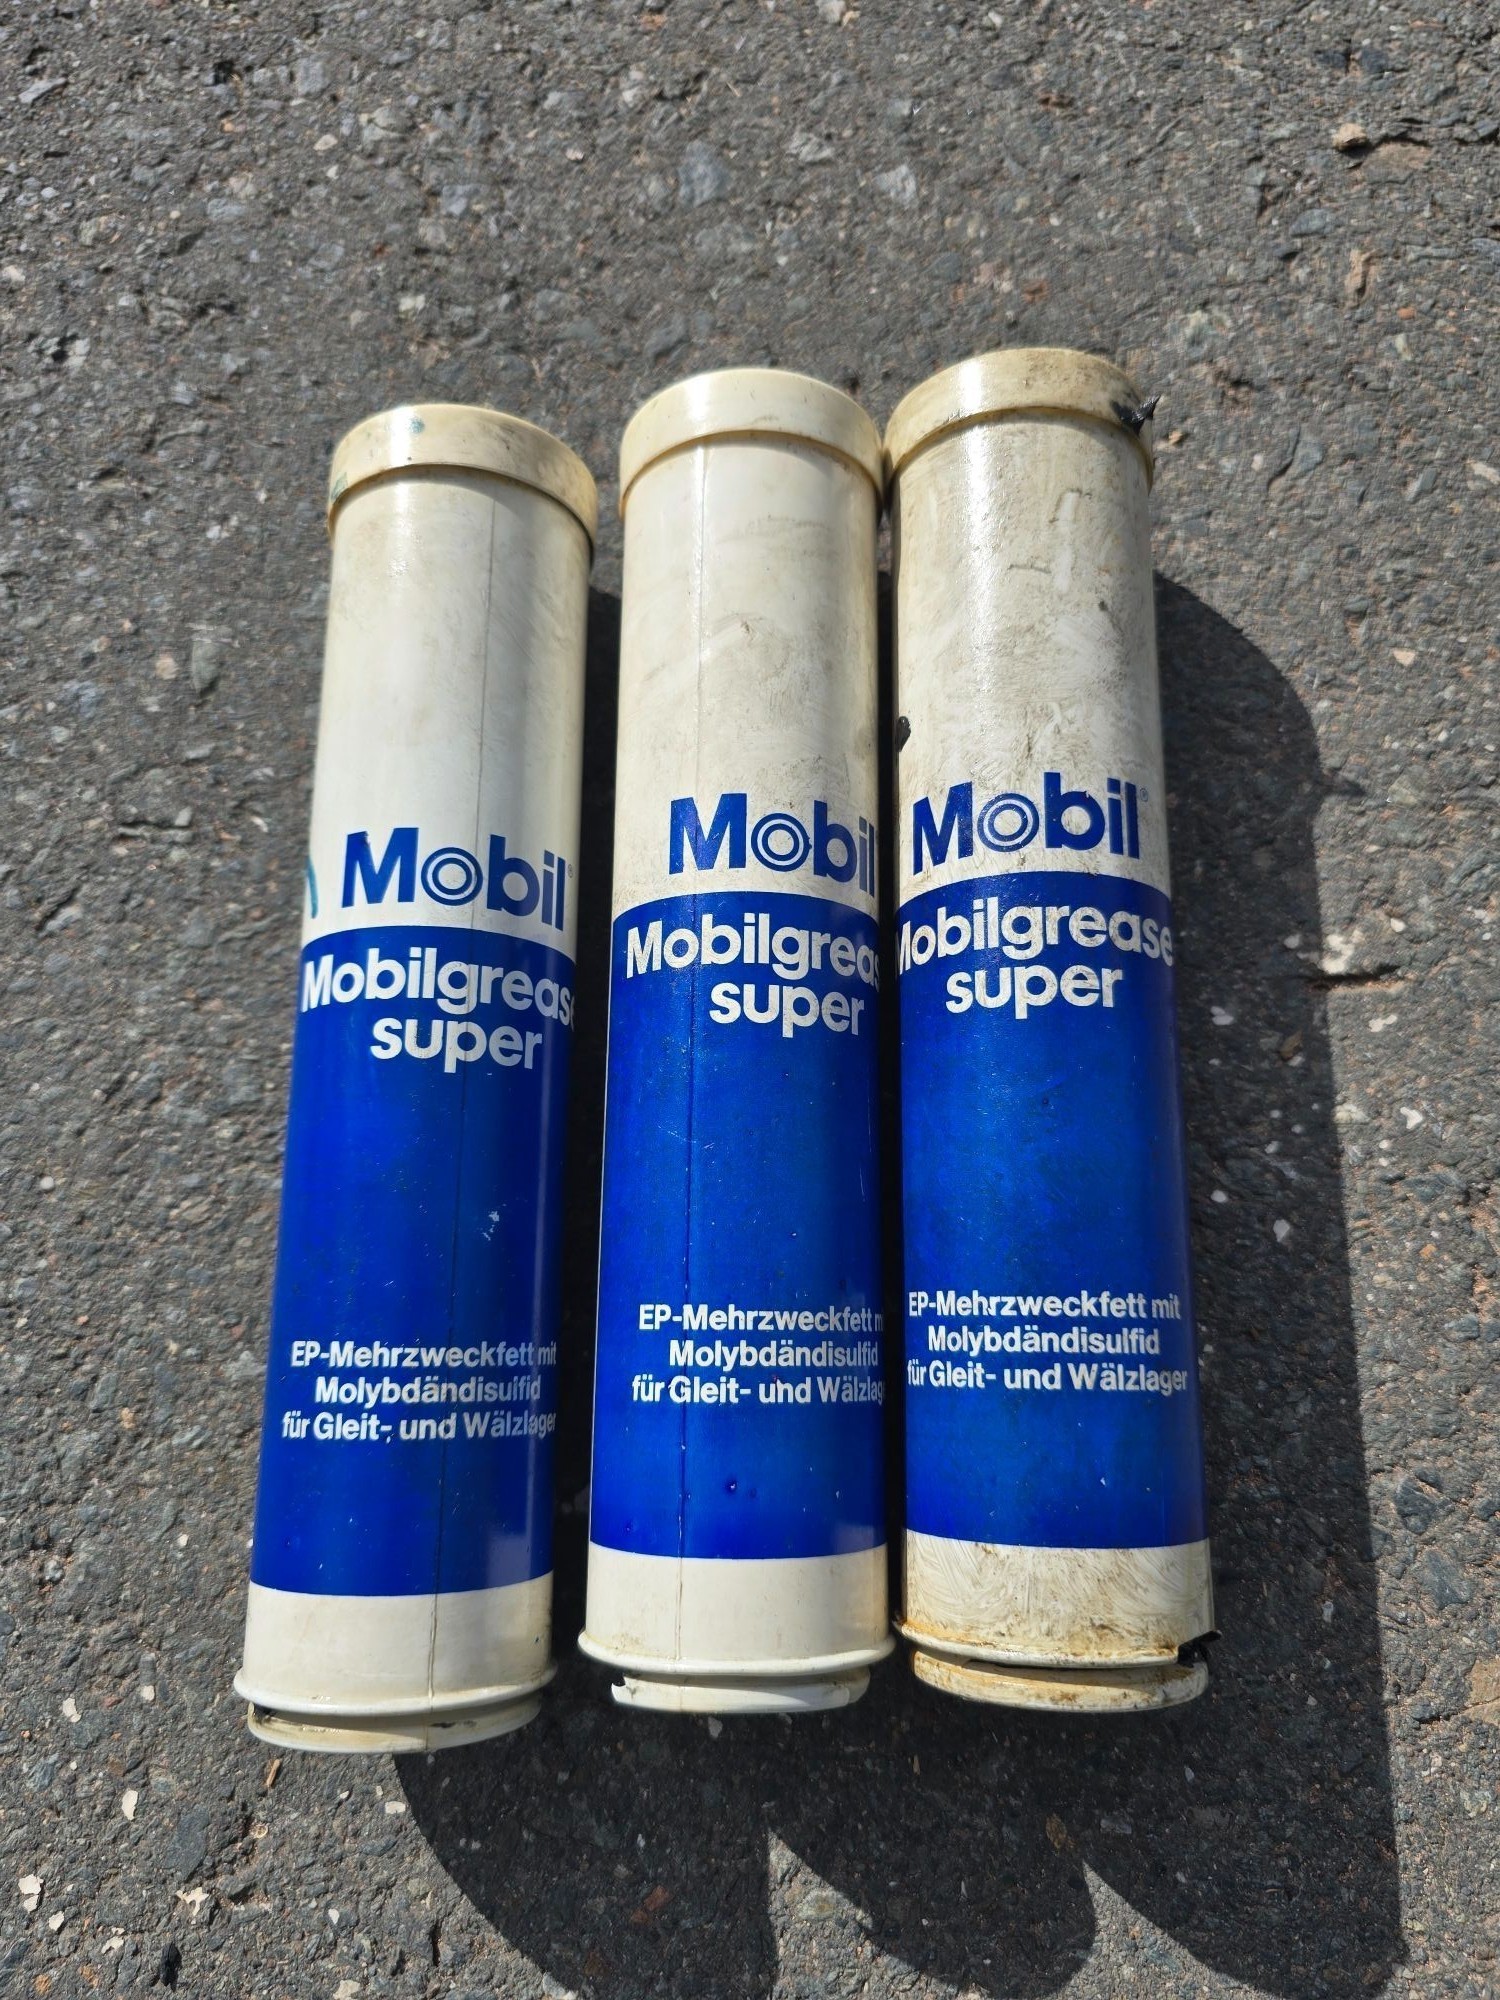 Mobil®
Mobilgrease
super
EP-Mehrzweckfett mit
Molybdändisulfid
für Gleit- und Wälzlager
Mobil
Mobilgreas
super
EP-Mehrzweckfett m
Molybdändisulfid
für Gleit- und Wälzlag
Mobil®
Mobilgrease
super
EP-Mehrzweckfett mit
Molybdändisulfid
für Gleit- und Wälzlager